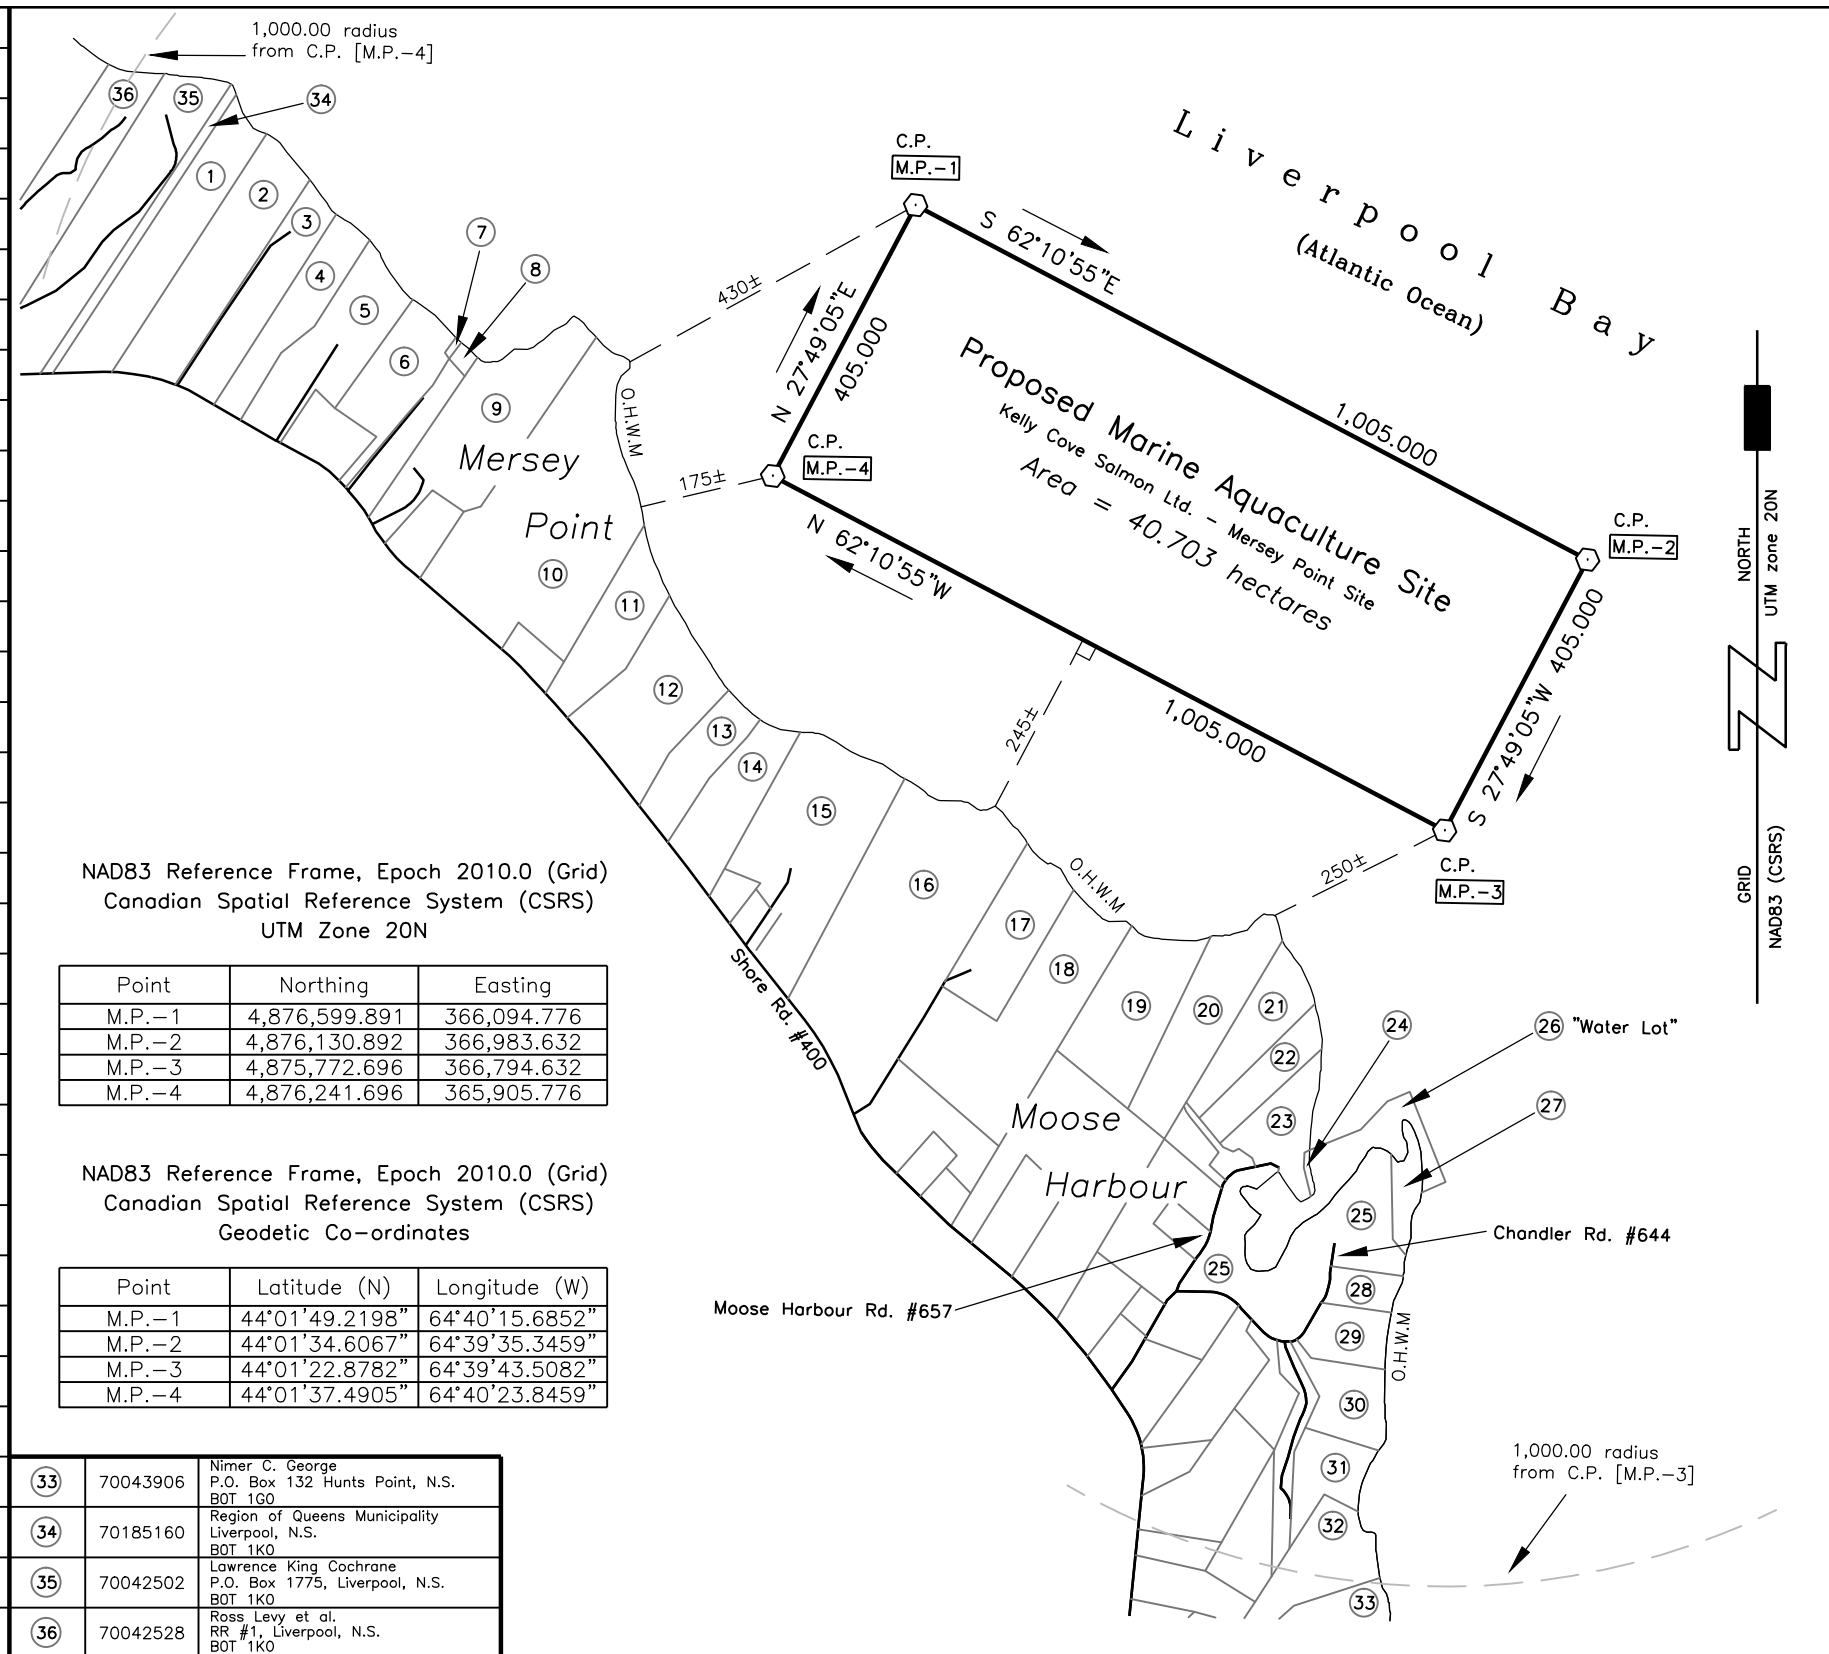 1,000.00 radius
from C.P. [M.P.-4]
36
35
34
1
2
3
4
5
6
7
8
9
10
11
12
13
14
15
16
17
18
19
20
21
22
23
24
26 "Water Lot"
27
25
25
28
29
30
31
32
33
Liverpool Bay
(Atlantic Ocean)
C.P.
M.P.-1
S 62°10'55"E
1,005.000
430±
N 27°49'05"E
405.000
C.P.
M.P.-4
175±
O.H.W.M
Mersey
Point
Proposed Marine Aquaculture Site
Kelly Cove Salmon Ltd. - Mersey Point Site
Area = 40.703 hectares
N 62°10'55"W
1,005.000
C.P.
M.P.-2
S 27°49'05"W 405.000
245±
250±
C.P.
M.P.-3
O.H.W.M
NORTH
UTM zone 20N
GRID
NAD83 (CSRS)
Shore Rd. #400
Moose
Harbour
Moose Harbour Rd. #657
Chandler Rd. #644
O.H.W.M
1,000.00 radius
from C.P. [M.P.-3]
NAD83 Reference Frame, Epoch 2010.0 (Grid)
Canadian Spatial Reference System (CSRS)
UTM Zone 20N
Point Northing Easting
M.P.-1 4,876,599.891 366,094.776
M.P.-2 4,876,130.892 366,983.632
M.P.-3 4,875,772.696 366,794.632
M.P.-4 4,876,241.696 365,905.776
NAD83 Reference Frame, Epoch 2010.0 (Grid)
Canadian Spatial Reference System (CSRS)
Geodetic Co-ordinates
Point Latitude (N) Longitude (W)
M.P.-1 44°01'49.2198" 64°40'15.6852"
M.P.-2 44°01'34.6067" 64°39'35.3459"
M.P.-3 44°01'22.8782" 64°39'43.5082"
M.P.-4 44°01'37.4905" 64°40'23.8459"
33 70043906 Nimer C. George
P.O. Box 132 Hunts Point, N.S.
B0T 1G0
34 70185160 Region of Queens Municipality
Liverpool, N.S.
B0T 1K0
35 70042502 Lawrence King Cochrane
P.O. Box 1775, Liverpool, N.S.
B0T 1K0
36 70042528 Ross Levy et al.
RR #1, Liverpool, N.S.
B0T 1K0